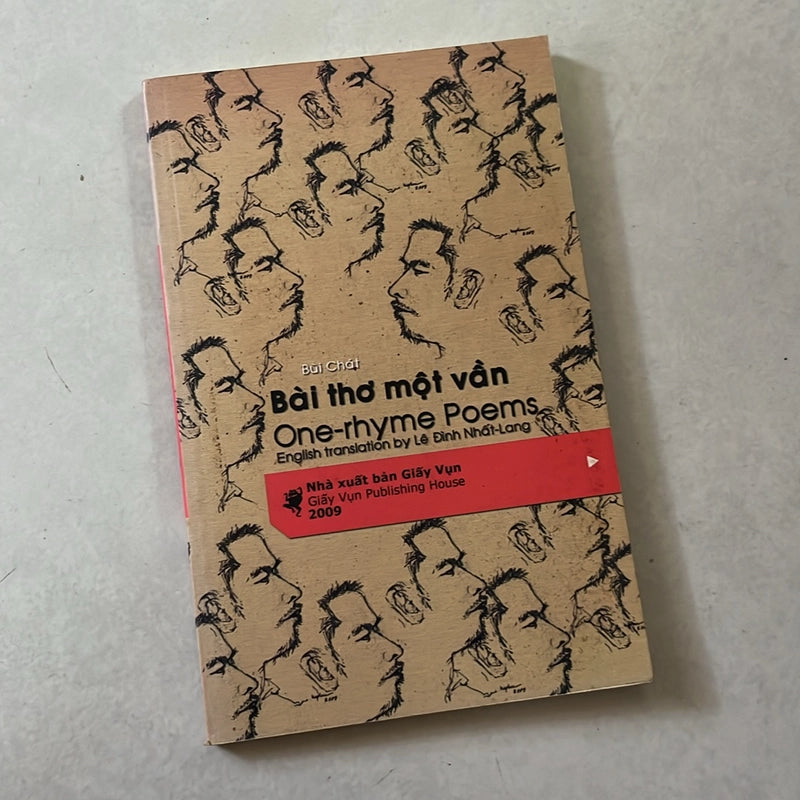 Bùi Chát
Bài thơ một vần
One-rhyme Poems
English translation by Lê Đình Nhất-Lang
Nhà xuất bản Giấy Vụn
Giấy Vụn Publishing House
2009